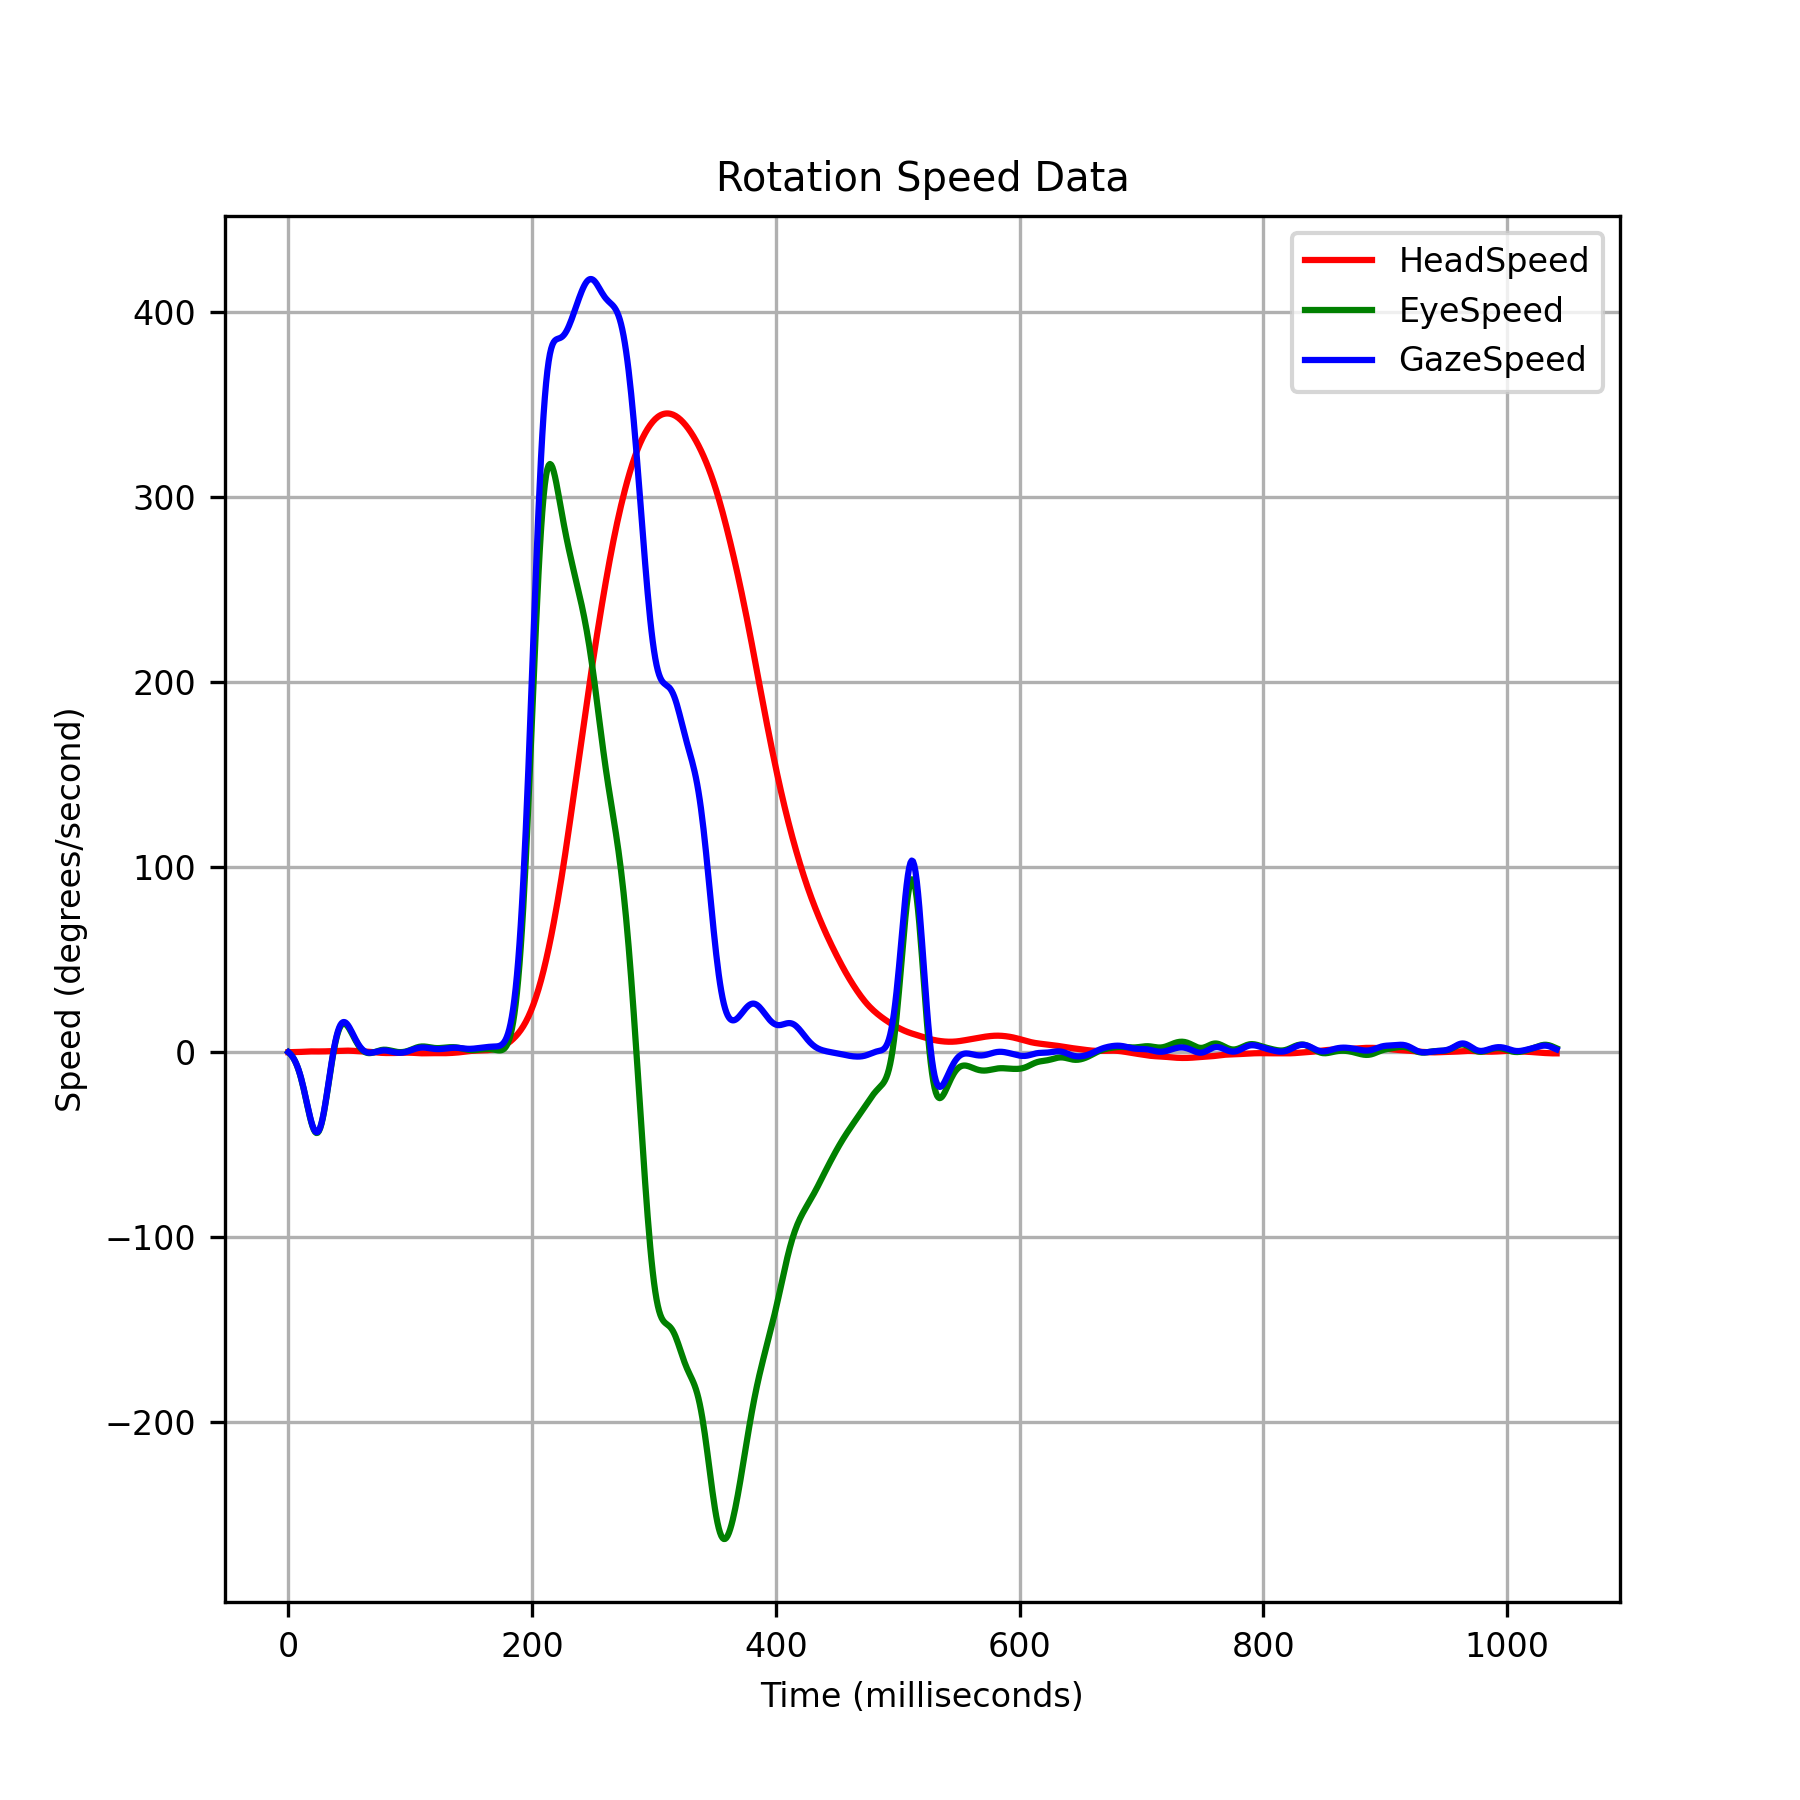 Rotation Speed Data
HeadSpeed
EyeSpeed
GazeSpeed
400
300
200
100
0
−100
−200
Speed (degrees/second)
0 200 400 600 800 1000
Time (milliseconds)